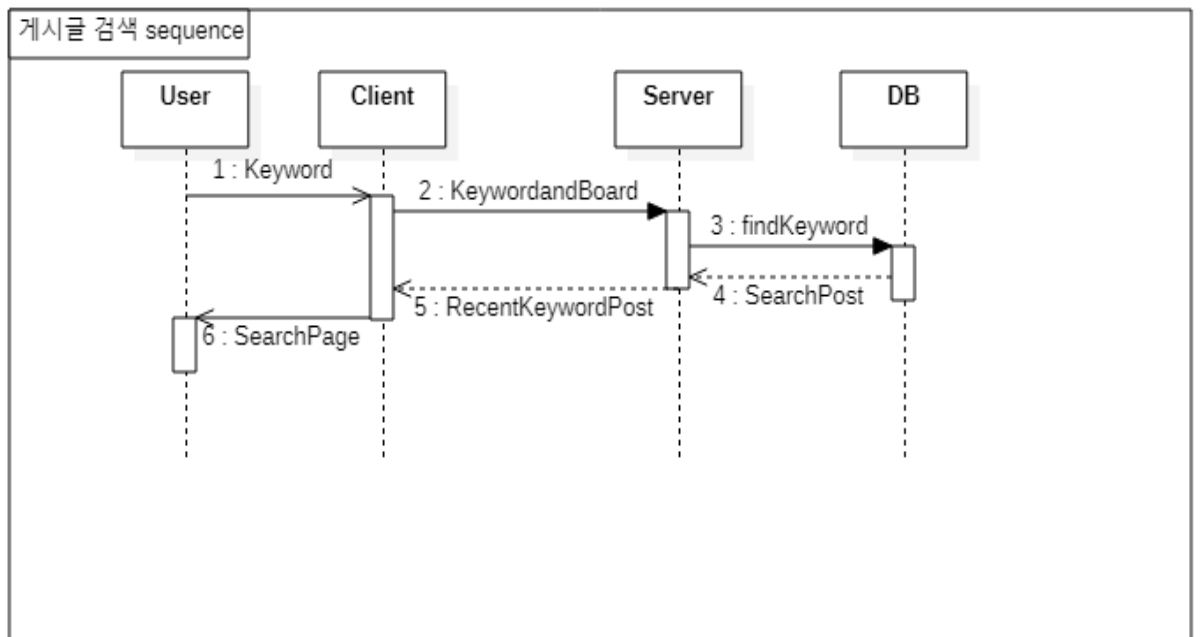 게시글 검색 sequence
User
Client
Server
DB
1 : Keyword
2 : KeywordandBoard
3 : findKeyword
4 : SearchPost
5 : RecentKeywordPost
6 : SearchPage